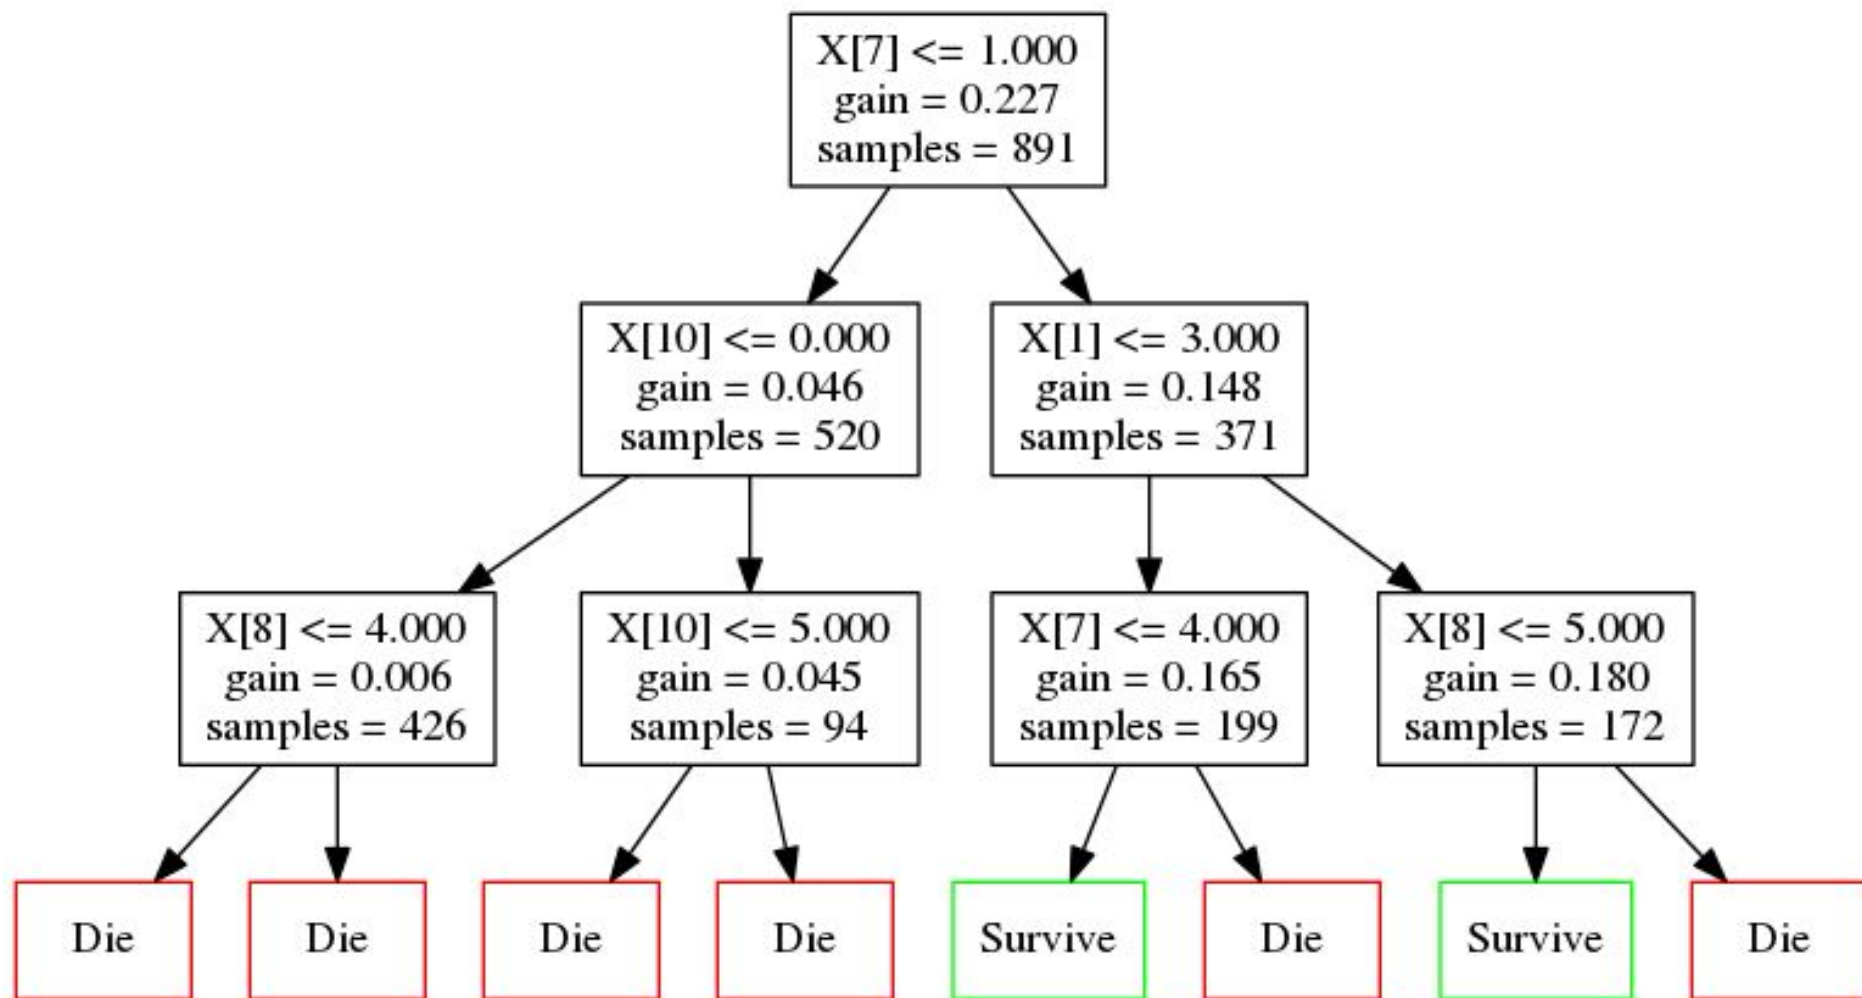 X[7] <= 1.000
gain = 0.227
samples = 891
X[10] <= 0.000
gain = 0.046
samples = 520
X[1] <= 3.000
gain = 0.148
samples = 371
X[8] <= 4.000
gain = 0.006
samples = 426
X[10] <= 5.000
gain = 0.045
samples = 94
X[7] <= 4.000
gain = 0.165
samples = 199
X[8] <= 5.000
gain = 0.180
samples = 172
Die
Die
Die
Die
Survive
Die
Survive
Die